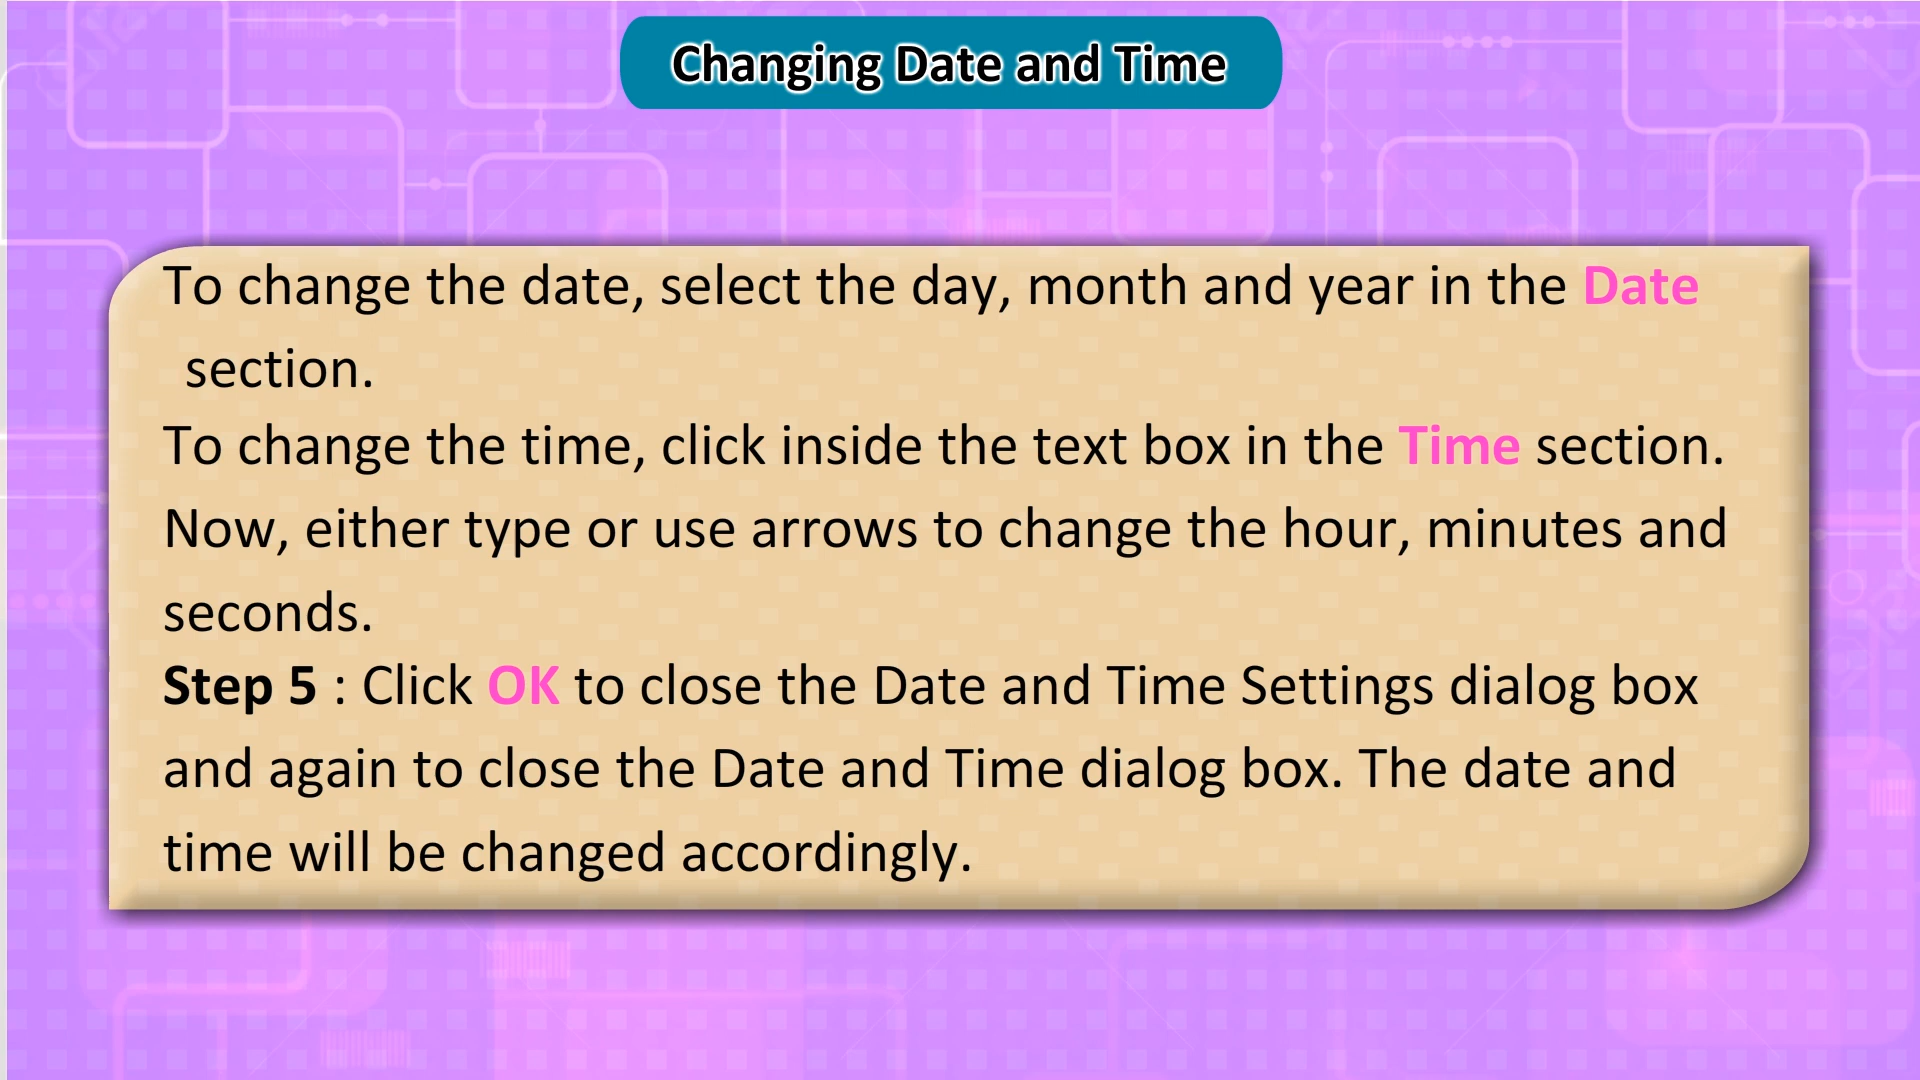 Changing Date and Time
To change the date, select the day, month and year in the Date
section.
To change the time, click inside the text box in the Time section.
Now, either type or use arrows to change the hour, minutes and
seconds.
Step 5 : Click OK to close the Date and Time Settings dialog box
and again to close the Date and Time dialog box. The date and
time will be changed accordingly.